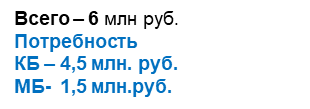 Всего – 6 млн руб.
Потребность
КБ – 4,5 млн. руб.
МБ- 1,5 млн.руб.